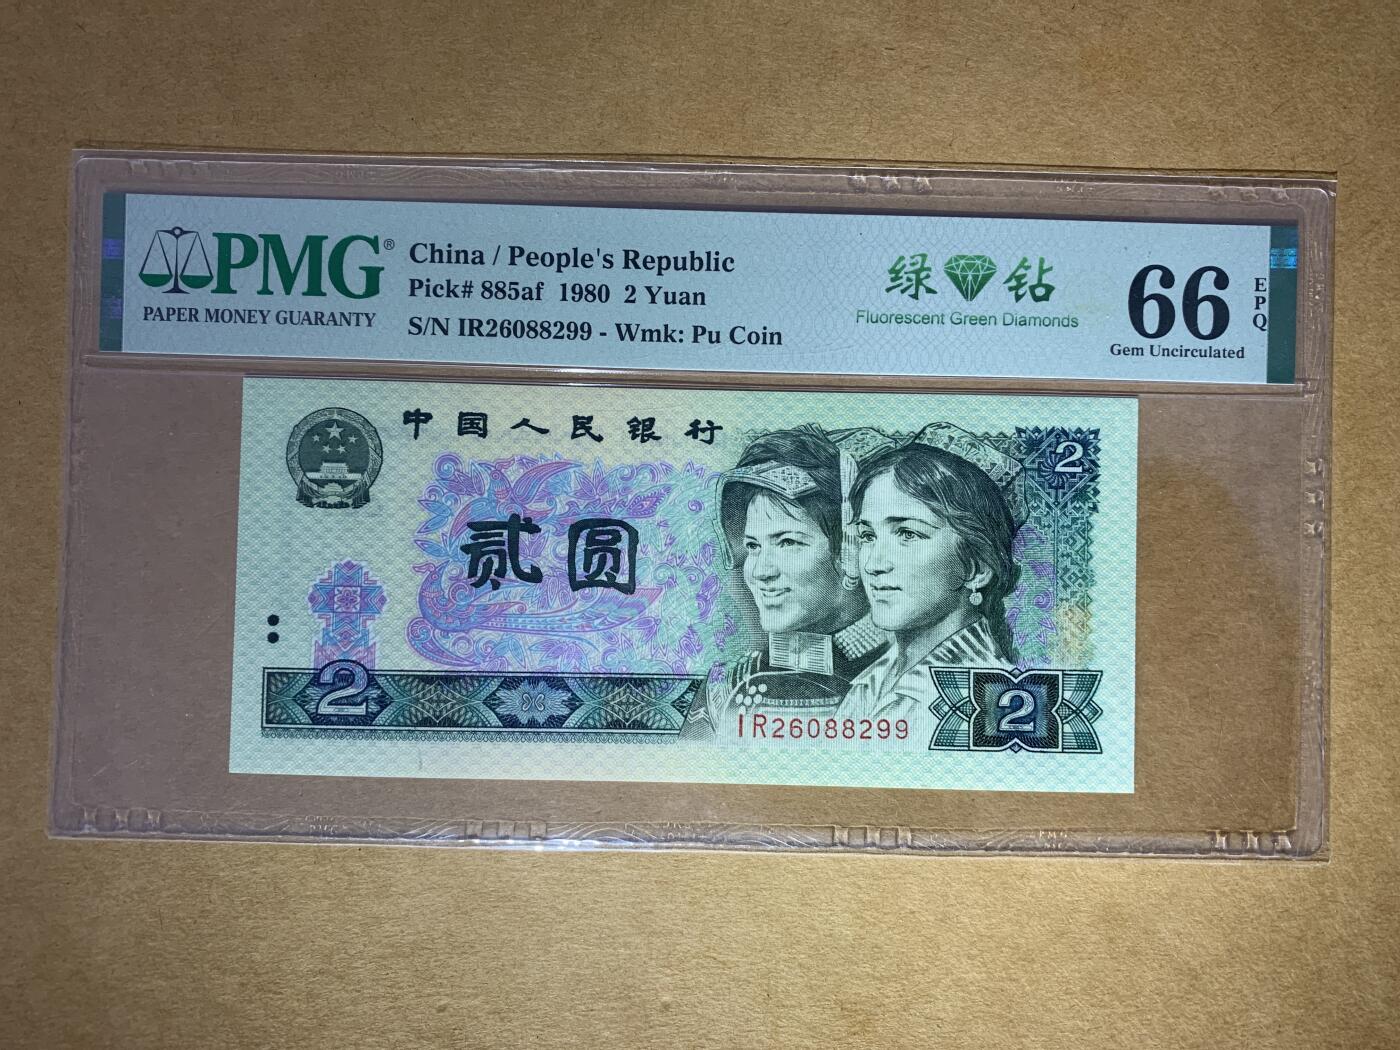 PMG®
PAPER MONEY GUARANTY
China / People's Republic
Pick# 885af 1980 2 Yuan
S/N IR26088299 - Wmk: Pu Coin
绿 钻
Fluorescent Green Diamonds
66
EPQ
Gem Uncirculated
中国人民银行
2
贰圆
2
IR26088299
2